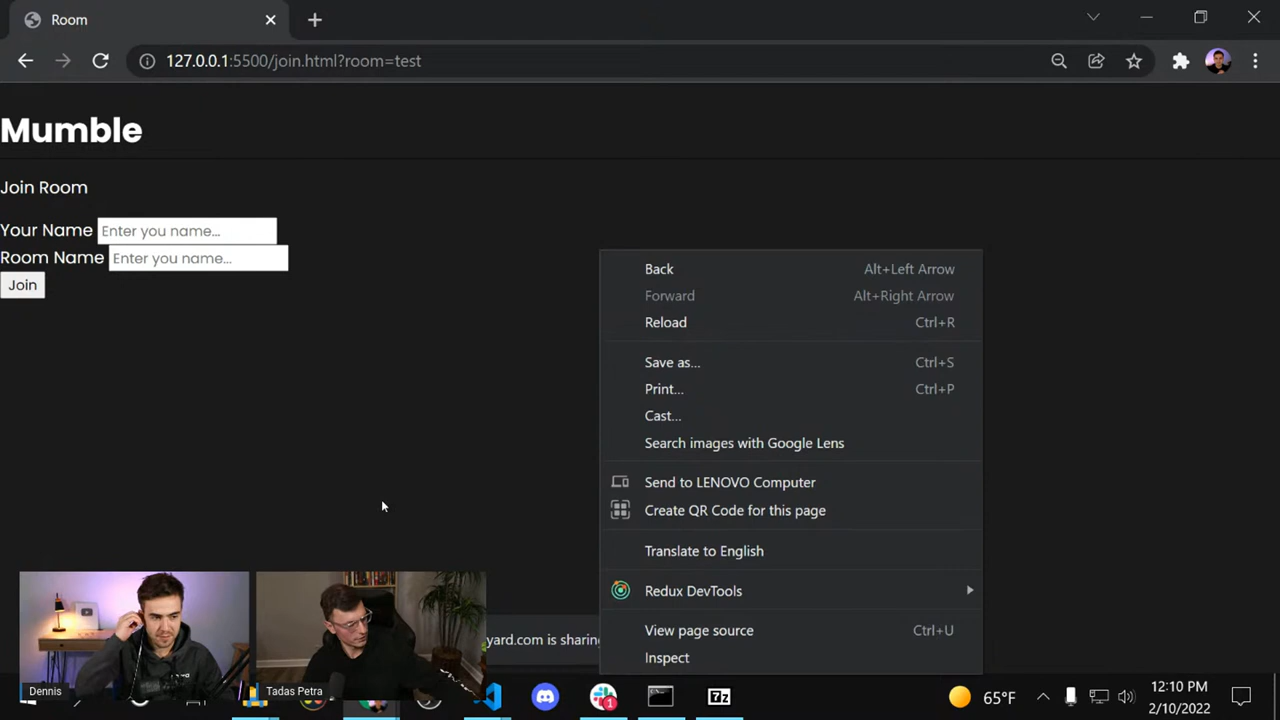 Room
127.0.0.1:5500/join.html?room=test
Mumble
Join Room
Your Name Enter you name...
Room Name Enter you name...
Join
Back Alt+Left Arrow
Forward Alt+Right Arrow
Reload Ctrl+R
Save as... Ctrl+S
Print... Ctrl+P
Cast...
Search images with Google Lens
Send to LENOVO Computer
Create QR Code for this page
Translate to English
Redux DevTools
View page source Ctrl+U
Inspect
yard.com is sharing
Dennis
Tadas Petra
1
7z
65°F
12:10 PM
2/10/2022